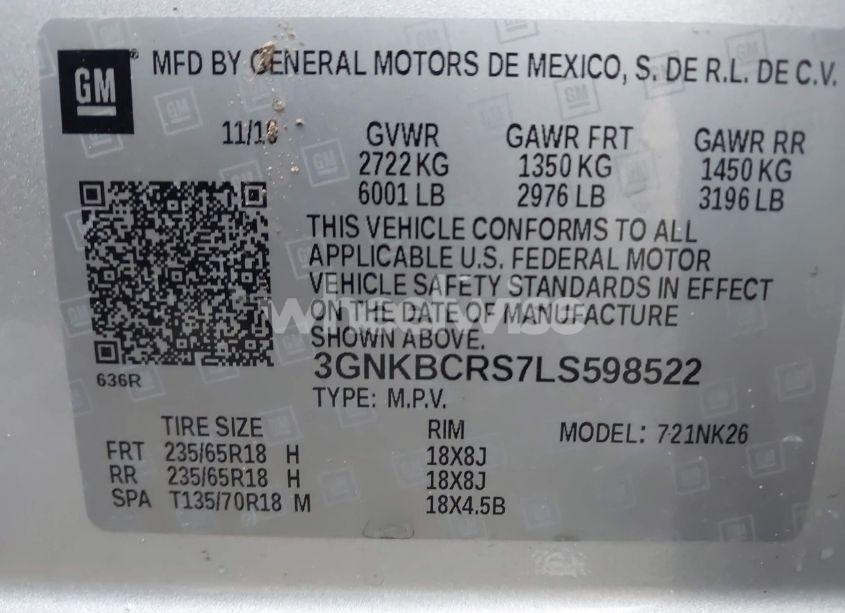 GM
MFD BY GENERAL MOTORS DE MEXICO, S. DE R.L. DE C.V.
GVWR GAWR FRT GAWR RR
2722 KG 1350 KG 1450 KG
6001 LB 2976 LB 3196 LB
THIS VEHICLE CONFORMS TO ALL
APPLICABLE U.S. FEDERAL MOTOR
VEHICLE SAFETY STANDARDS IN EFFECT
ON THE DATE OF MANUFACTURE
SHOWN ABOVE.
3GNKBCRS7LS598522
636R
TYPE: M.P.V.
TIRE SIZE RIM MODEL: 721NK26
FRT 235/65R18 H 18X8J
RR 235/65R18 H 18X8J
SPA T135/70R18 M 18X4.5B